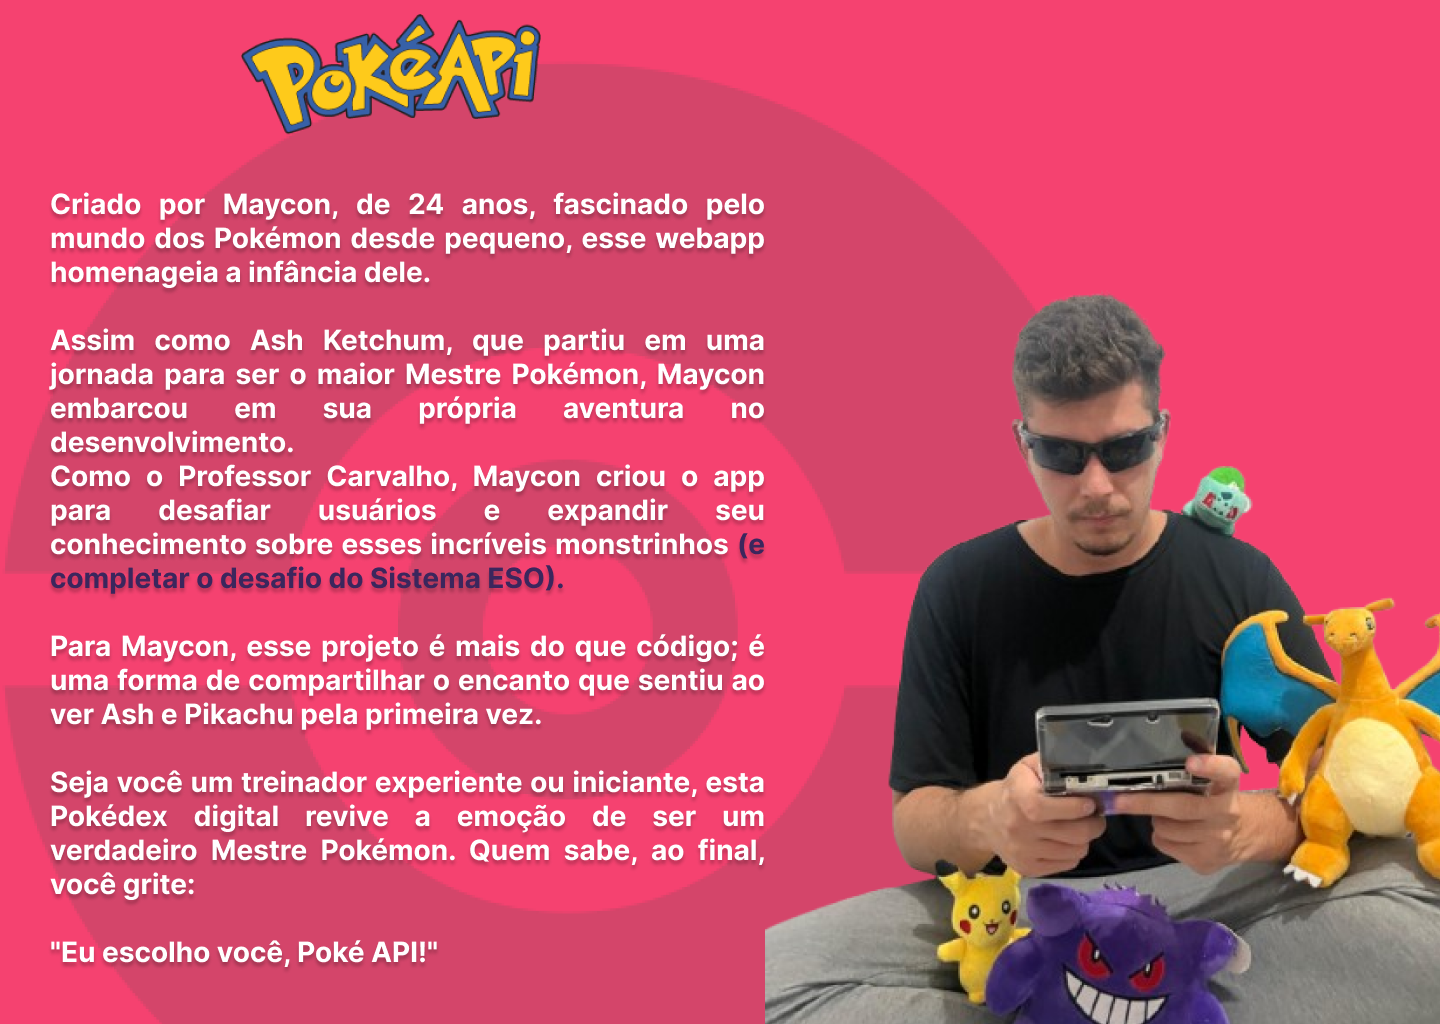 PokéAPi
Criado por Maycon, de 24 anos, fascinado pelo
mundo dos Pokémon desde pequeno, esse webapp
homenageia a infância dele.
Assim como Ash Ketchum, que partiu em uma
jornada para ser o maior Mestre Pokémon, Maycon
embarcou em sua própria aventura no
desenvolvimento.
Como o Professor Carvalho, Maycon criou o app
para desafiar usuários e expandir seu
conhecimento sobre esses incríveis monstrinhos (e
completar o desafio do Sistema ESO).
Para Maycon, esse projeto é mais do que código; é
uma forma de compartilhar o encanto que sentiu ao
ver Ash e Pikachu pela primeira vez.
Seja você um treinador experiente ou iniciante, esta
Pokédex digital revive a emoção de ser um
verdadeiro Mestre Pokémon. Quem sabe, ao final,
você grite:
"Eu escolho você, Poké API!"